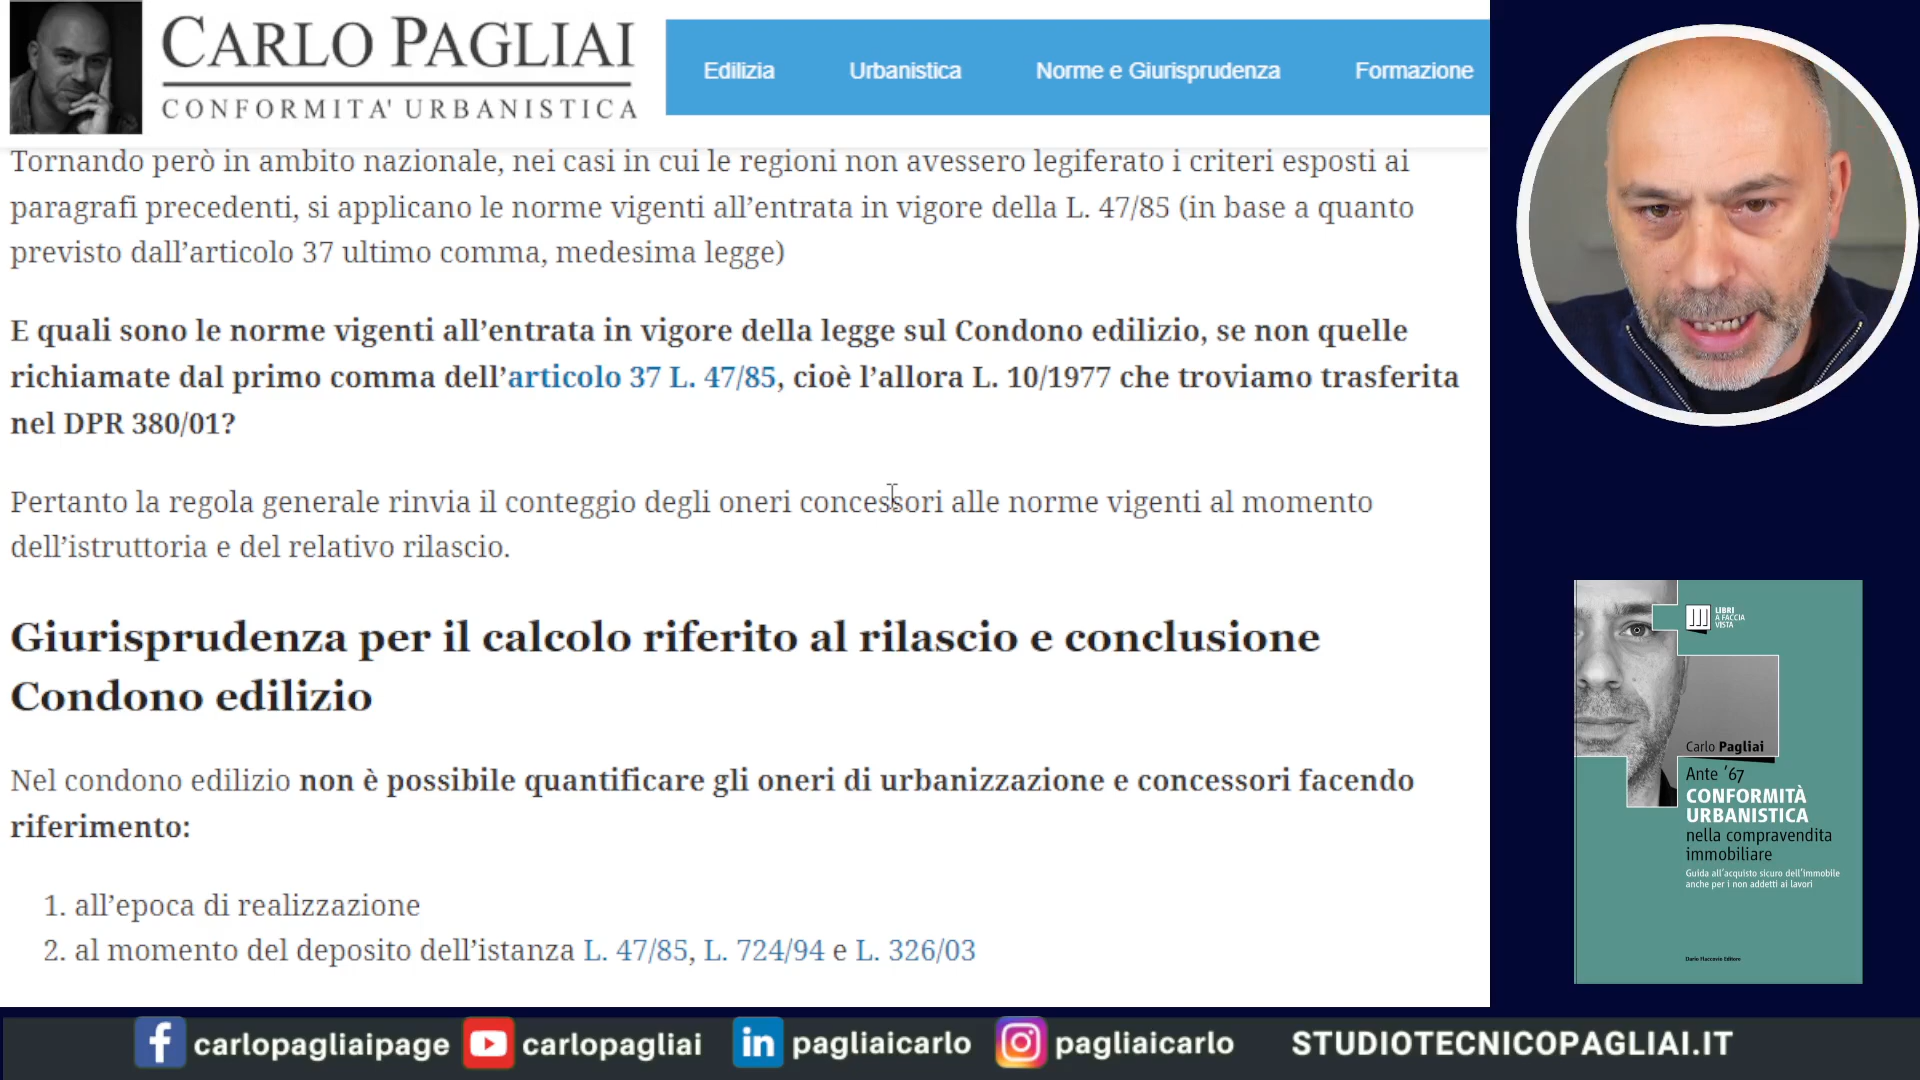 CARLO PAGLIAI
CONFORMITA' URBANISTICA
Edilizia Urbanistica Norme e Giurisprudenza Formazione
Tornando però in ambito nazionale, nei casi in cui le regioni non avessero legiferato i criteri esposti ai
paragrafi precedenti, si applicano le norme vigenti all’entrata in vigore della L. 47/85 (in base a quanto
previsto dall’articolo 37 ultimo comma, medesima legge)
E quali sono le norme vigenti all’entrata in vigore della legge sul Condono edilizio, se non quelle
richiamate dal primo comma dell’articolo 37 L. 47/85, cioè l’allora L. 10/1977 che troviamo trasferita
nel DPR 380/01?
Pertanto la regola generale rinvia il conteggio degli oneri concessori alle norme vigenti al momento
dell’istruttoria e del relativo rilascio.
Giurisprudenza per il calcolo riferito al rilascio e conclusione
Condono edilizio
Nel condono edilizio non è possibile quantificare gli oneri di urbanizzazione e concessori facendo
riferimento:
1. all’epoca di realizzazione
2. al momento del deposito dell’istanza L. 47/85, L. 724/94 e L. 326/03
LIBRI
A FACCIA
VISTA
Carlo Pagliai
Ante ’67
CONFORMITÀ
URBANISTICA
nella compravendita
immobiliare
Guida all’acquisto sicuro dell’immobile
anche per i non addetti ai lavori
Dario Flaccovio Editore
carlopagliaipage carlopagliai pagliaicarlo pagliaicarlo STUDIOTECNICOPAGLIAI.IT